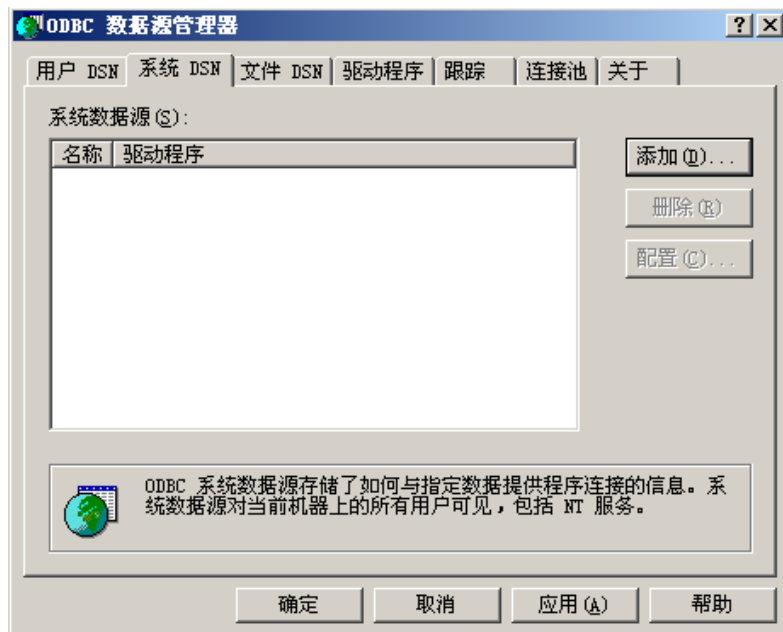 ODBC 数据源管理器
用户 DSN 系统 DSN 文件 DSN 驱动程序 跟踪 连接池 关于
系统数据源(S):
名称 驱动程序
添加(D)...
删除(R)
配置(C)...
ODBC 系统数据源存储了如何与指定数据提供程序连接的信息。系
统数据源对当前机器上的所有用户可见，包括 NT 服务。
确定 取消 应用(A) 帮助